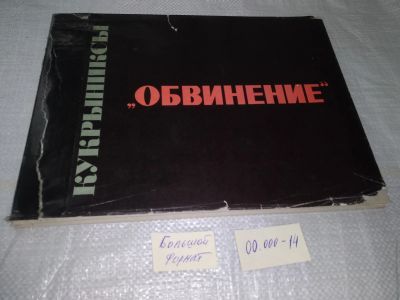 КУКРЫНИКСЫ
„ОБВИНЕНИЕ“
Большой
формат
00.000-14